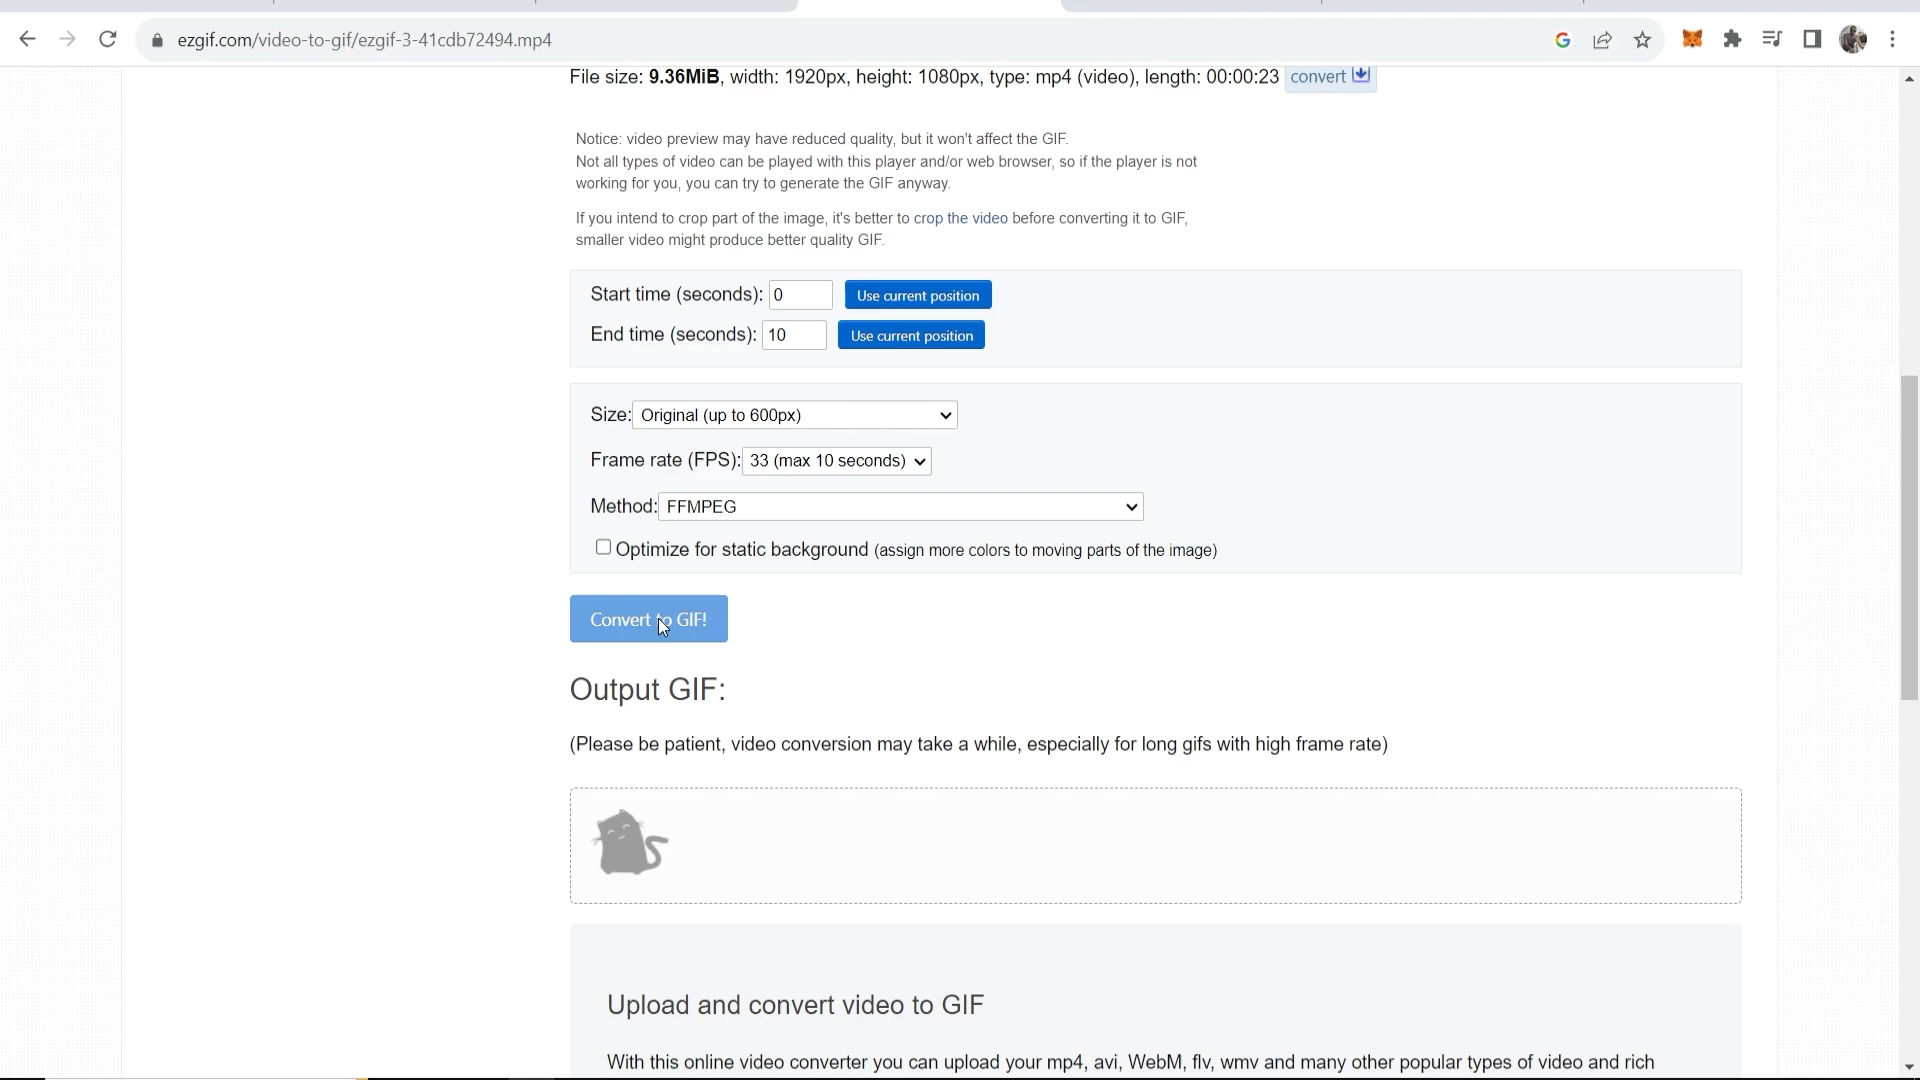 ezgif.com/video-to-gif/ezgif-3-41cdb72494.mp4
File size: 9.36MiB, width: 1920px, height: 1080px, type: mp4 (video), length: 00:00:23 convert
Notice: video preview may have reduced quality, but it won't affect the GIF.
Not all types of video can be played with this player and/or web browser, so if the player is not
working for you, you can try to generate the GIF anyway.
If you intend to crop part of the image, it's better to crop the video before converting it to GIF,
smaller video might produce better quality GIF.
Start time (seconds): 0 Use current position
End time (seconds): 10 Use current position
Size: Original (up to 600px)
Frame rate (FPS): 33 (max 10 seconds)
Method: FFMPEG
Optimize for static background (assign more colors to moving parts of the image)
Convert to GIF!
Output GIF:
(Please be patient, video conversion may take a while, especially for long gifs with high frame rate)
Upload and convert video to GIF
With this online video converter you can upload your mp4, avi, WebM, flv, wmv and many other popular types of video and rich